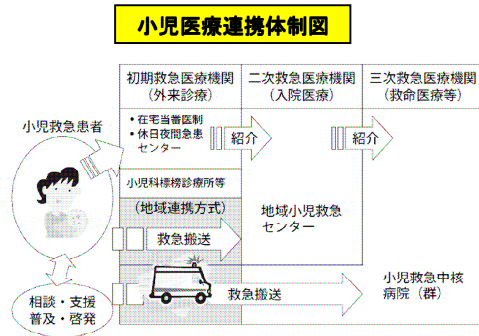 小児医療連携体制図
初期救急医療機関
（外来診療）
二次救急医療機関
（入院医療）
三次救急医療機関
（救命医療等）
小児救急患者
・在宅当番医制
・休日夜間急患
センター
紹介
紹介
小児科標榜診療所等
（地域連携方式）
地域小児救急
センター
救急搬送
小児救急中核
病院（群）
救急搬送
相談・支援
普及・啓発